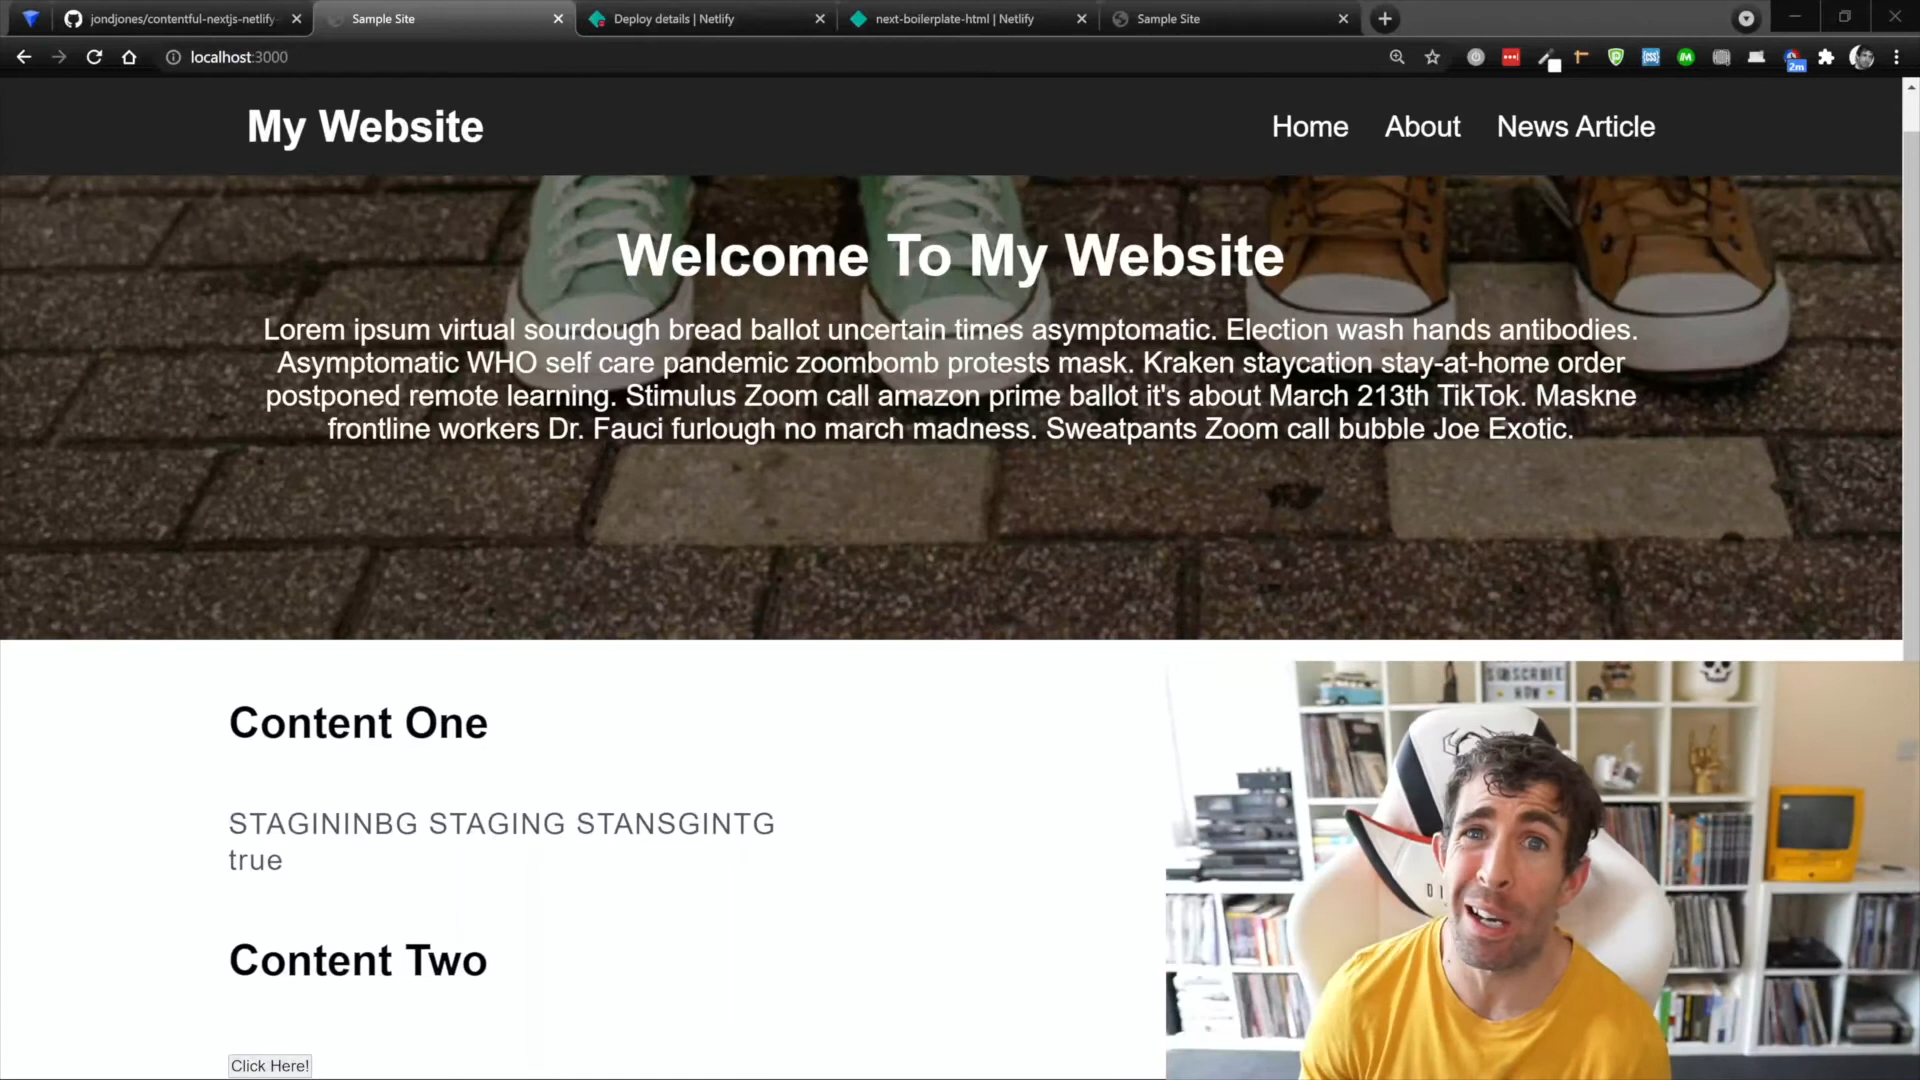 jondjones/contentful-nextjs-netlify
Sample Site
Deploy details | Netlify
next-boilerplate-html | Netlify
Sample Site
localhost:3000
2m
My Website
Home
About
News Article
Welcome To My Website
Lorem ipsum virtual sourdough bread ballot uncertain times asymptomatic. Election wash hands antibodies.
Asymptomatic WHO self care pandemic zoombomb protests mask. Kraken staycation stay-at-home order
postponed remote learning. Stimulus Zoom call amazon prime ballot it's about March 213th TikTok. Maskne
frontline workers Dr. Fauci furlough no march madness. Sweatpants Zoom call bubble Joe Exotic.
Content One
STAGININBG STAGING STANSGINTG
true
Content Two
Click Here!
SUBSCRIBE
NOW